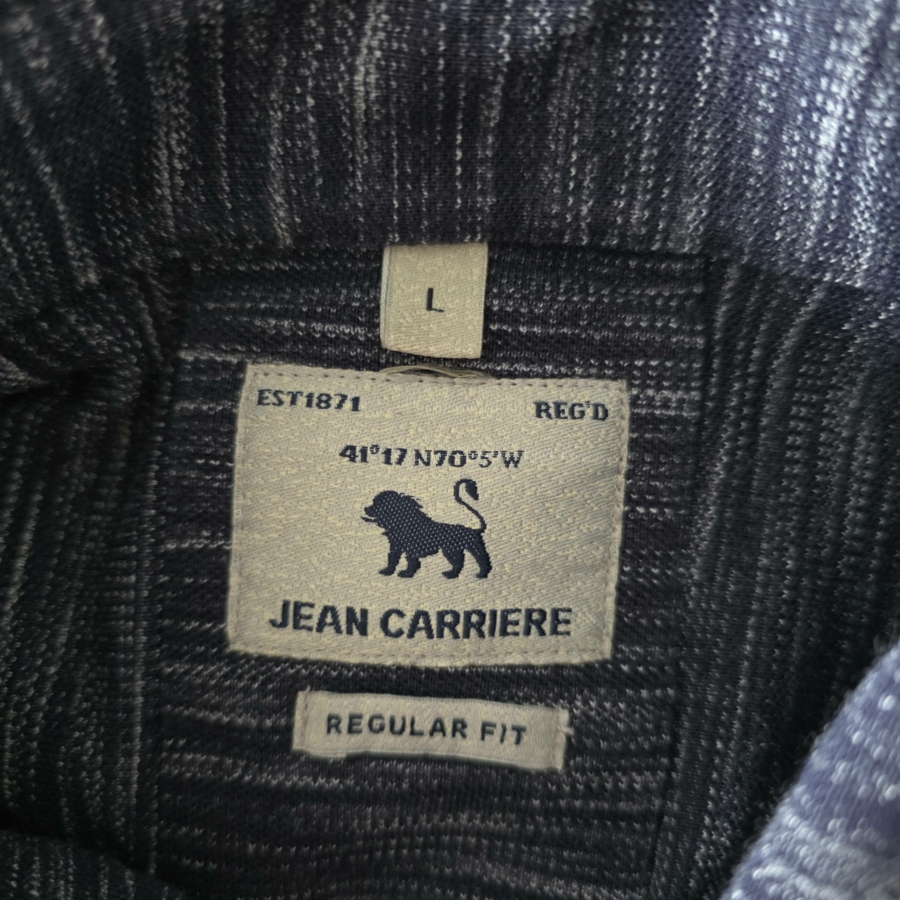 L
EST1871 REG'D
41°17 N70°5'W
JEAN CARRIERE
REGULAR FIT